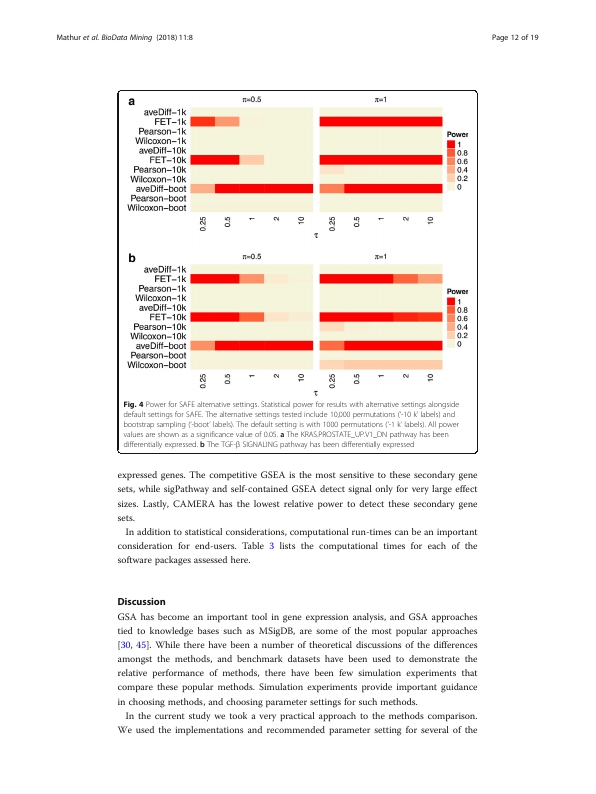 Mathur et al. BioData Mining (2018) 11:8
Page 12 of 19
a
π=0.5
π=1
aveDiff−1k
FET−1k
Pearson−1k
Wilcoxon−1k
aveDiff−10k
FET−10k
Pearson−10k
Wilcoxon−10k
aveDiff−boot
Pearson−boot
Wilcoxon−boot
0.25
0.5
1
2
10
0.25
0.5
1
2
10
τ
Power
1
0.8
0.6
0.4
0.2
0
b
π=0.5
π=1
aveDiff−1k
FET−1k
Pearson−1k
Wilcoxon−1k
aveDiff−10k
FET−10k
Pearson−10k
Wilcoxon−10k
aveDiff−boot
Pearson−boot
Wilcoxon−boot
0.25
0.5
1
2
10
0.25
0.5
1
2
10
τ
Power
1
0.8
0.6
0.4
0.2
0
Fig. 4 Power for SAFE alternative settings. Statistical power for results with alternative settings alongside
default settings for SAFE. The alternative settings tested include 10,000 permutations ('-10 k' labels) and
bootstrap sampling ('-boot' labels). The default setting is with 1000 permutations ('-1 k' labels). All power
values are shown as a significance value of 0.05. a The KRAS.PROSTATE_UP.V1_DN pathway has been
differentially expressed. b The TGF-β SIGNALING pathway has been differentially expressed
expressed genes. The competitive GSEA is the most sensitive to these secondary gene
sets, while sigPathway and self-contained GSEA detect signal only for very large effect
sizes. Lastly, CAMERA has the lowest relative power to detect these secondary gene
sets.
In addition to statistical considerations, computational run-times can be an important
consideration for end-users. Table 3 lists the computational times for each of the
software packages assessed here.
Discussion
GSA has become an important tool in gene expression analysis, and GSA approaches
tied to knowledge bases such as MSigDB, are some of the most popular approaches
[30, 45]. While there have been a number of theoretical discussions of the differences
amongst the methods, and benchmark datasets have been used to demonstrate the
relative performance of methods, there have been few simulation experiments that
compare these popular methods. Simulation experiments provide important guidance
in choosing methods, and choosing parameter settings for such methods.
In the current study we took a very practical approach to the methods comparison.
We used the implementations and recommended parameter setting for several of the